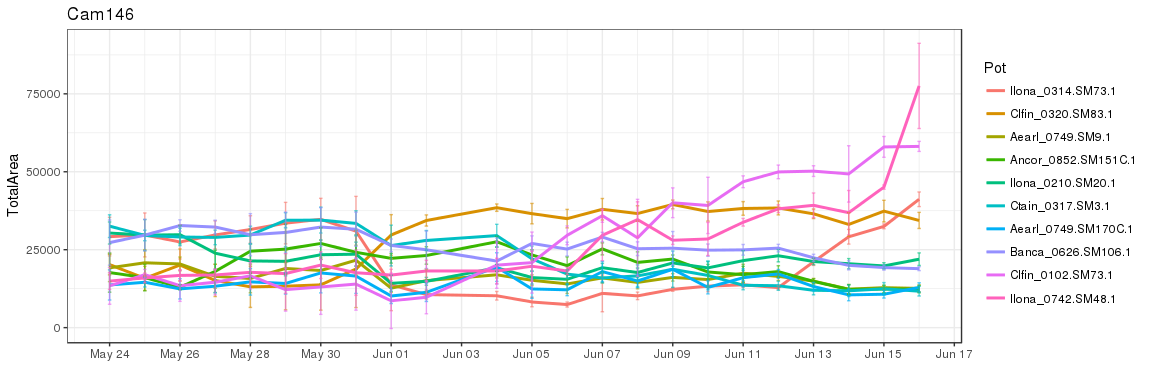 Cam146
TotalArea
75000
50000
25000
0
May 24
May 26
May 28
May 30
Jun 01
Jun 03
Jun 05
Jun 07
Jun 09
Jun 11
Jun 13
Jun 15
Jun 17
Pot
Ilona_0314.SM73.1
Clfin_0320.SM83.1
Aearl_0749.SM9.1
Ancor_0852.SM151C.1
Ilona_0210.SM20.1
Ctain_0317.SM3.1
Aearl_0749.SM170C.1
Banca_0626.SM106.1
Clfin_0102.SM73.1
Ilona_0742.SM48.1